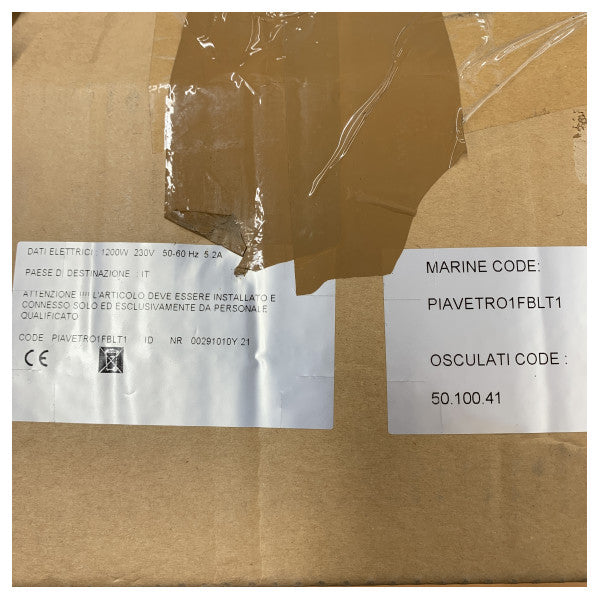 DATI ELETTRICI : 1200W 230V 50-60 Hz 5.2A
PAESE DI DESTINAZIONE : IT
ATTENZIONE !!!! L'ARTICOLO DEVE ESSERE INSTALLATO E
CONNESSO SOLO ED ESCLUSIVAMENTE DA PERSONALE
QUALIFICATO
CODE PIAVETRO1FBLT1 ID NR 00291010Y 21
CE
MARINE CODE:
PIAVETRO1FBLT1
OSCULATI CODE :
50.100.41